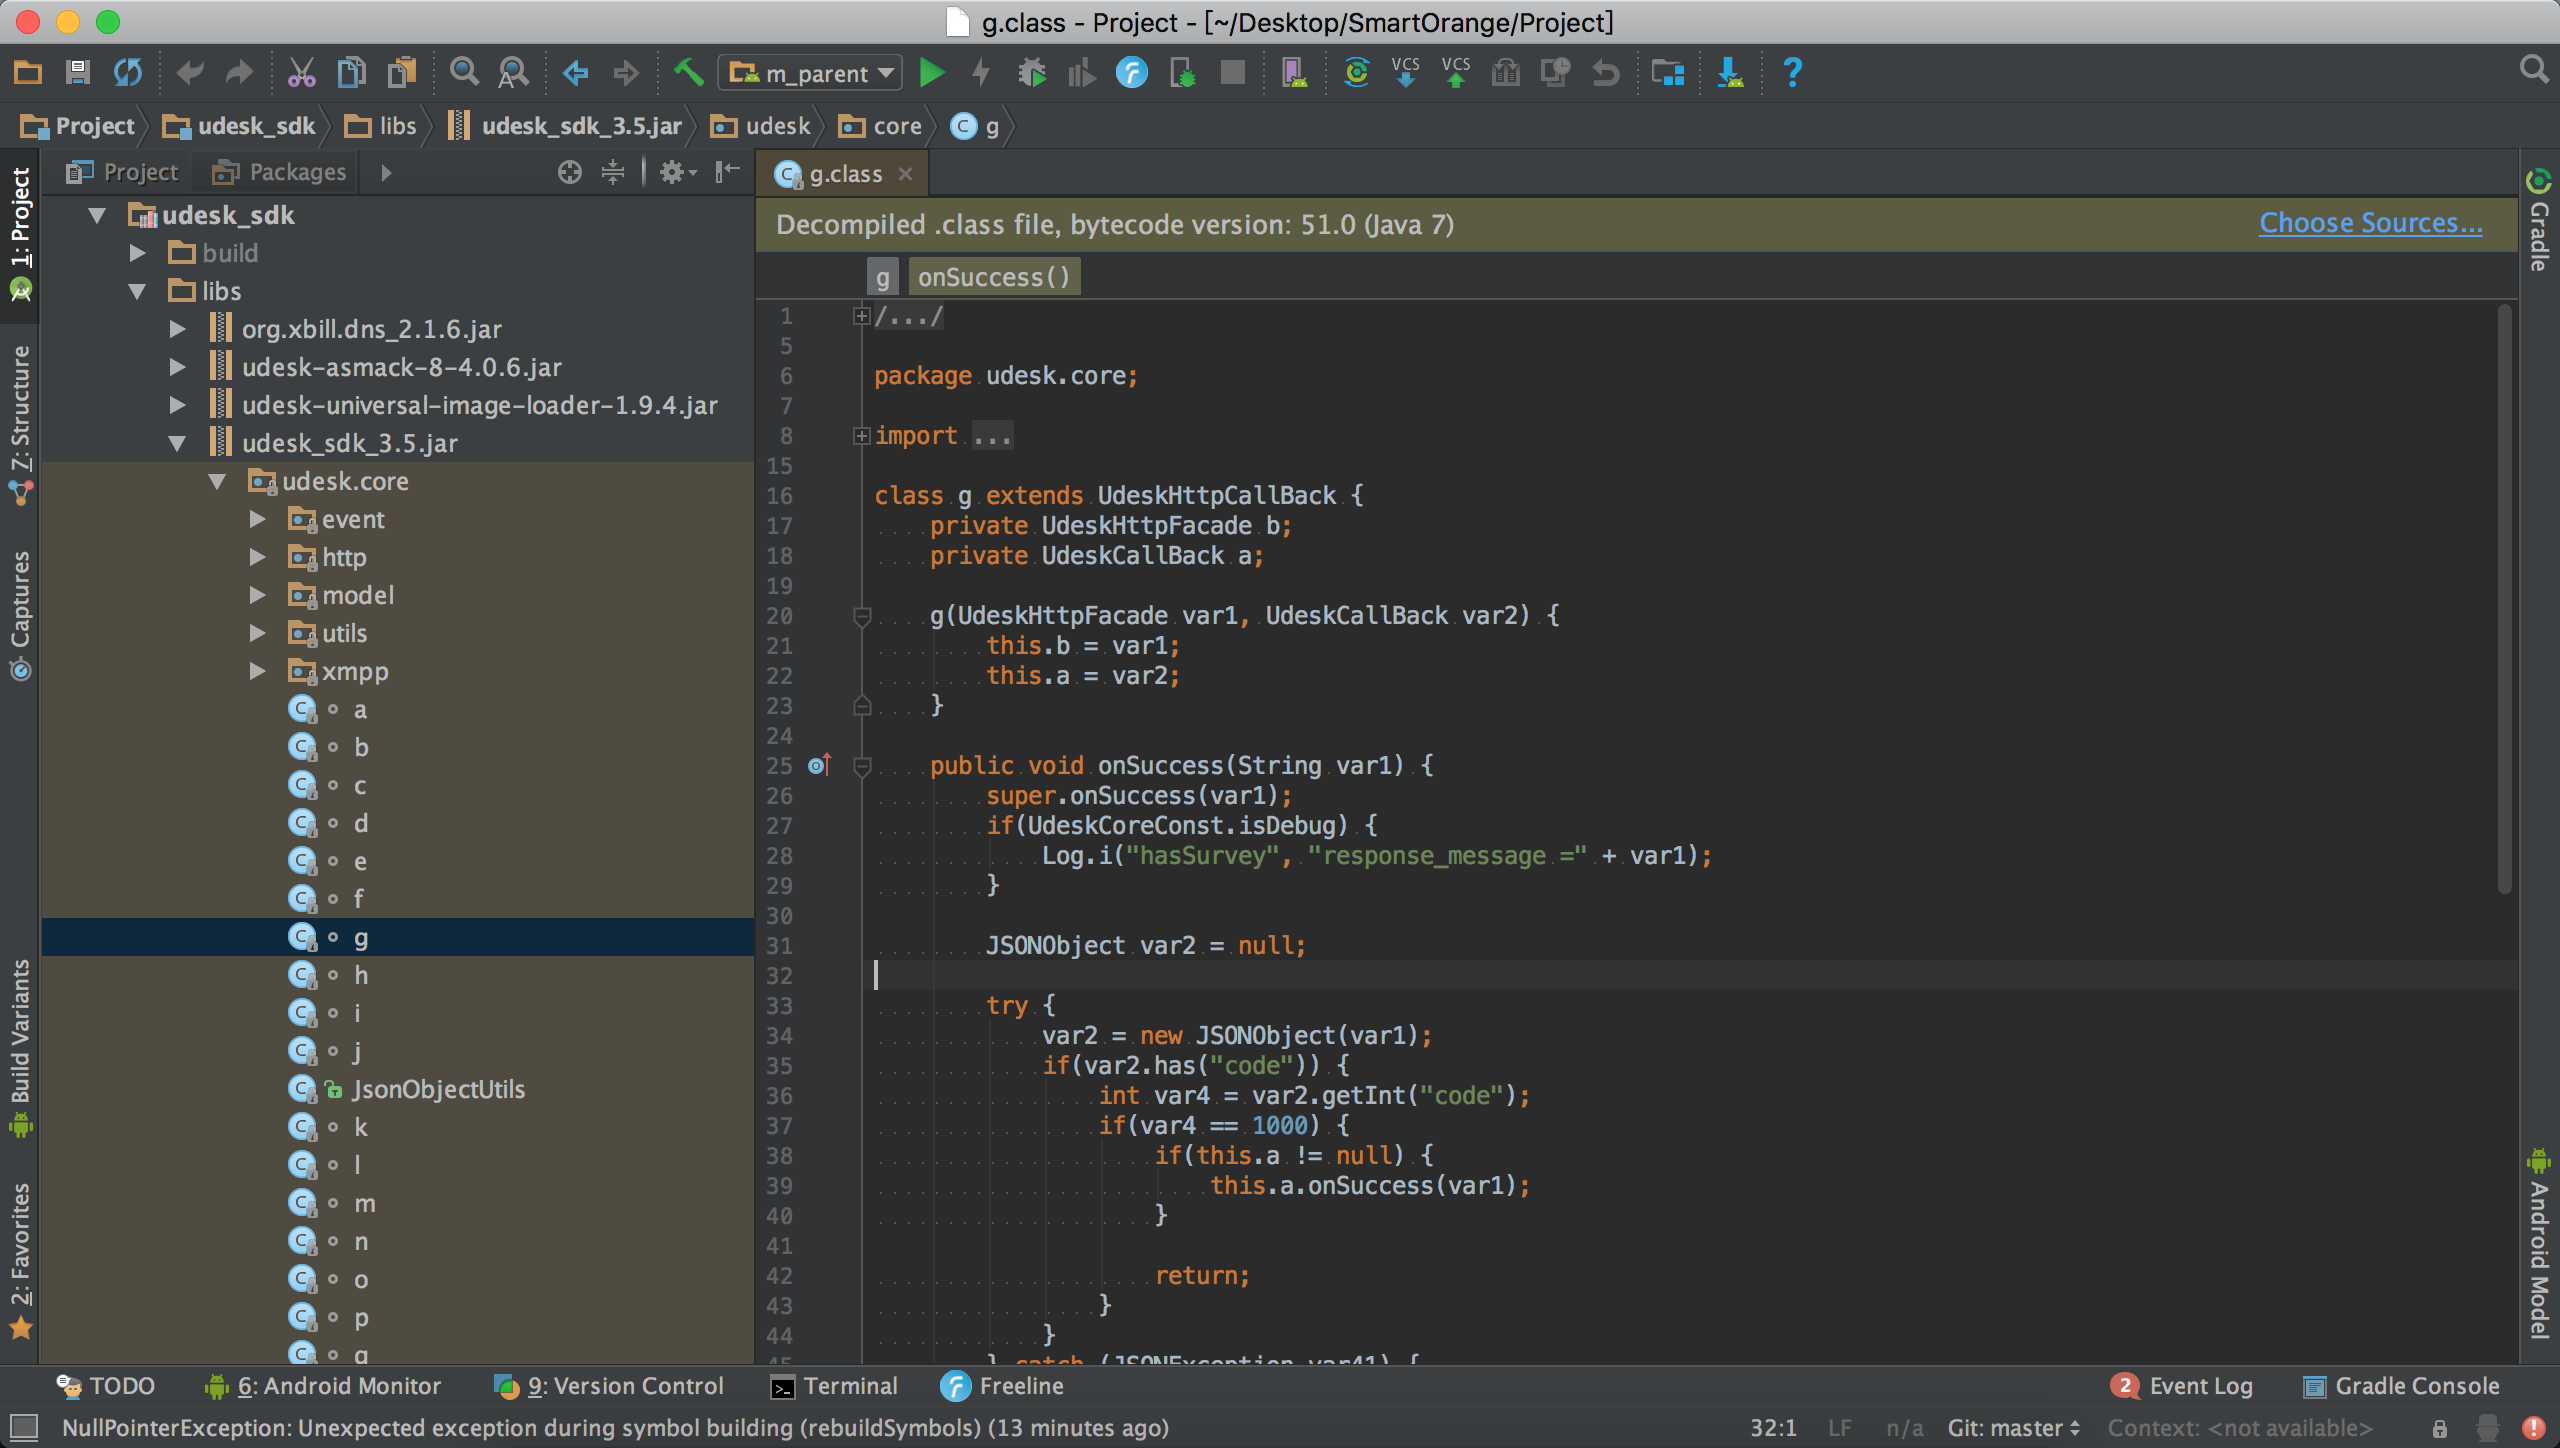 g.class - Project - [~/Desktop/SmartOrange/Project]
m_parent
VCS
VCS
Project
udesk_sdk
libs
udesk_sdk_3.5.jar
udesk
core
g
1: Project
7: Structure
Captures
Build Variants
2: Favorites
Project
Packages
udesk_sdk
build
libs
org.xbill.dns_2.1.6.jar
udesk-asmack-8-4.0.6.jar
udesk-universal-image-loader-1.9.4.jar
udesk_sdk_3.5.jar
udesk.core
event
http
model
utils
xmpp
a
b
c
d
e
f
g
h
i
j
JsonObjectUtils
k
l
m
n
o
p
q
g.class
Decompiled .class file, bytecode version: 51.0 (Java 7)
Choose Sources...
g
onSuccess()
1 /.../
5
6 package udesk.core;
7
8 import ...
15
16 class g extends UdeskHttpCallBack {
17 private UdeskHttpFacade b;
18 private UdeskCallBack a;
19
20 g(UdeskHttpFacade var1, UdeskCallBack var2) {
21 this.b = var1;
22 this.a = var2;
23 }
24
25 public void onSuccess(String var1) {
26 super.onSuccess(var1);
27 if(UdeskCoreConst.isDebug) {
28 Log.i("hasSurvey", "response_message =" + var1);
29 }
30
31 JSONObject var2 = null;
32
33 try {
34 var2 = new JSONObject(var1);
35 if(var2.has("code")) {
36 int var4 = var2.getInt("code");
37 if(var4 == 1000) {
38 if(this.a != null) {
39 this.a.onSuccess(var1);
40 }
41
42 return;
43 }
44 }
45 } catch (JSONException var41) {
Gradle
Android Model
TODO
6: Android Monitor
9: Version Control
Terminal
Freeline
2 Event Log
Gradle Console
NullPointerException: Unexpected exception during symbol building (rebuildSymbols) (13 minutes ago)
32:1
LF
n/a
Git: master
Context: <not available>